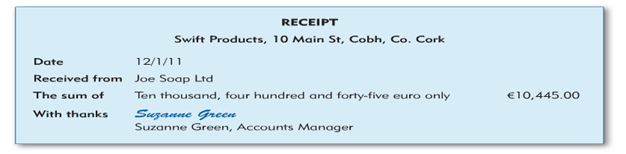 RECEIPT
Swift Products, 10 Main St, Cobh, Co. Cork
Date 12/1/11
Received from Joe Soap Ltd
The sum of Ten thousand, four hundred and forty-five euro only €10,445.00
With thanks Suzanne Green
Suzanne Green, Accounts Manager